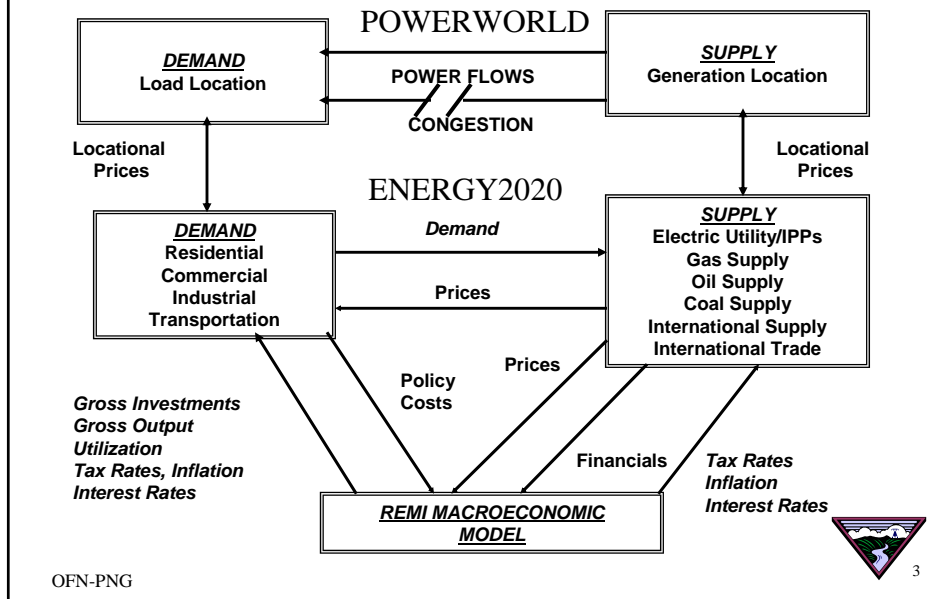 POWERWORLD
DEMAND
Load Location
POWER FLOWS
CONGESTION
SUPPLY
Generation Location
Locational
Prices
Locational
Prices
ENERGY2020
DEMAND
Residential
Commercial
Industrial
Transportation
Demand
Prices
SUPPLY
Electric Utility/IPPs
Gas Supply
Oil Supply
Coal Supply
International Supply
International Trade
Gross Investments
Gross Output
Utilization
Tax Rates, Inflation
Interest Rates
Policy
Costs
Prices
Financials
Tax Rates
Inflation
Interest Rates
REMI MACROECONOMIC
MODEL
OFN-PNG
3